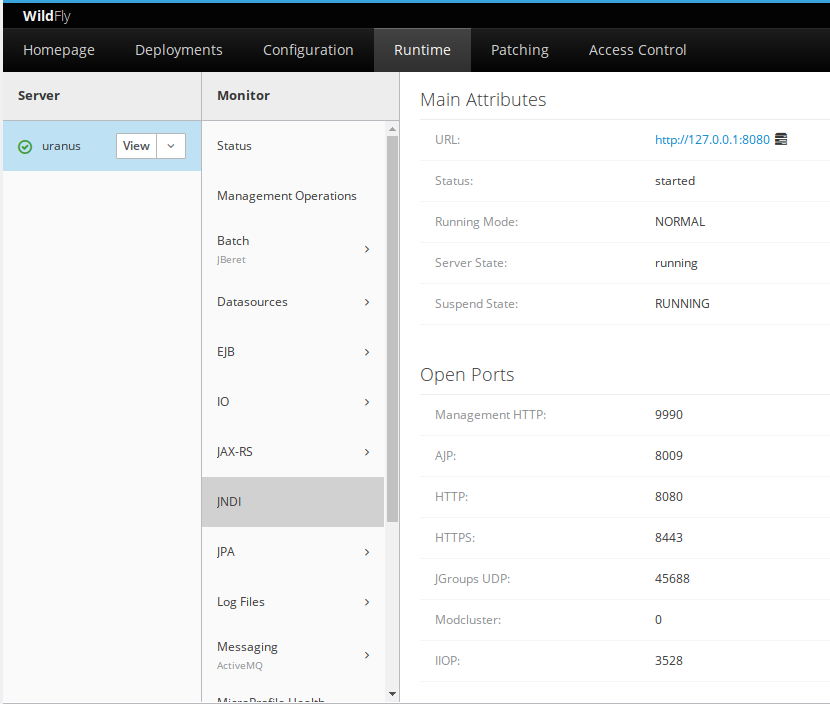 WildFly
Homepage Deployments Configuration Runtime Patching Access Control
Server
uranus View
Monitor
Status
Management Operations
Batch
JBeret
Datasources
EJB
IO
JAX-RS
JNDI
JPA
Log Files
Messaging
ActiveMQ
MicroProfile Health
Main Attributes
URL: http://127.0.0.1:8080
Status: started
Running Mode: NORMAL
Server State: running
Suspend State: RUNNING
Open Ports
Management HTTP: 9990
AJP: 8009
HTTP: 8080
HTTPS: 8443
JGroups UDP: 45688
Modcluster: 0
IIOP: 3528